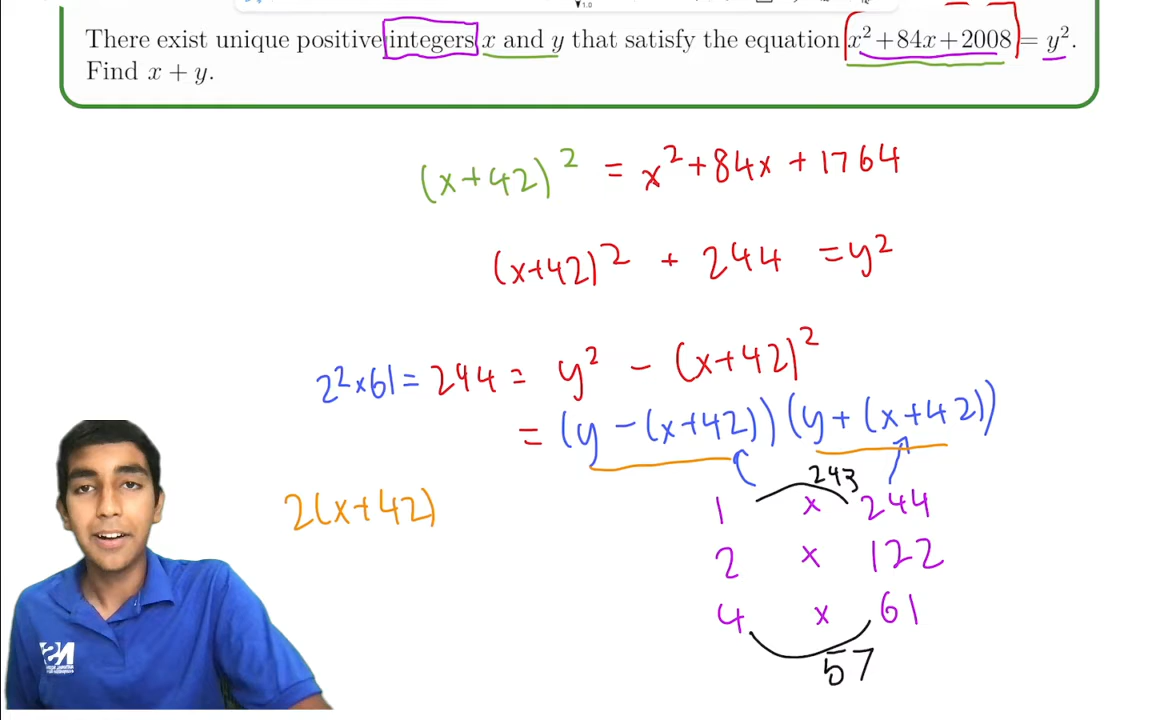 There exist unique positive integers x and y that satisfy the equation x² + 84x + 2008 = y².
Find x + y.
(x+42)² = x² + 84x + 1764
(x+42)² + 244 = y²
2² x 61 = 244 = y² - (x+42)²
= (y - (x+42)) (y + (x+42))
243
2(x+42)
1 x 244
2 x 122
4 x 61
57